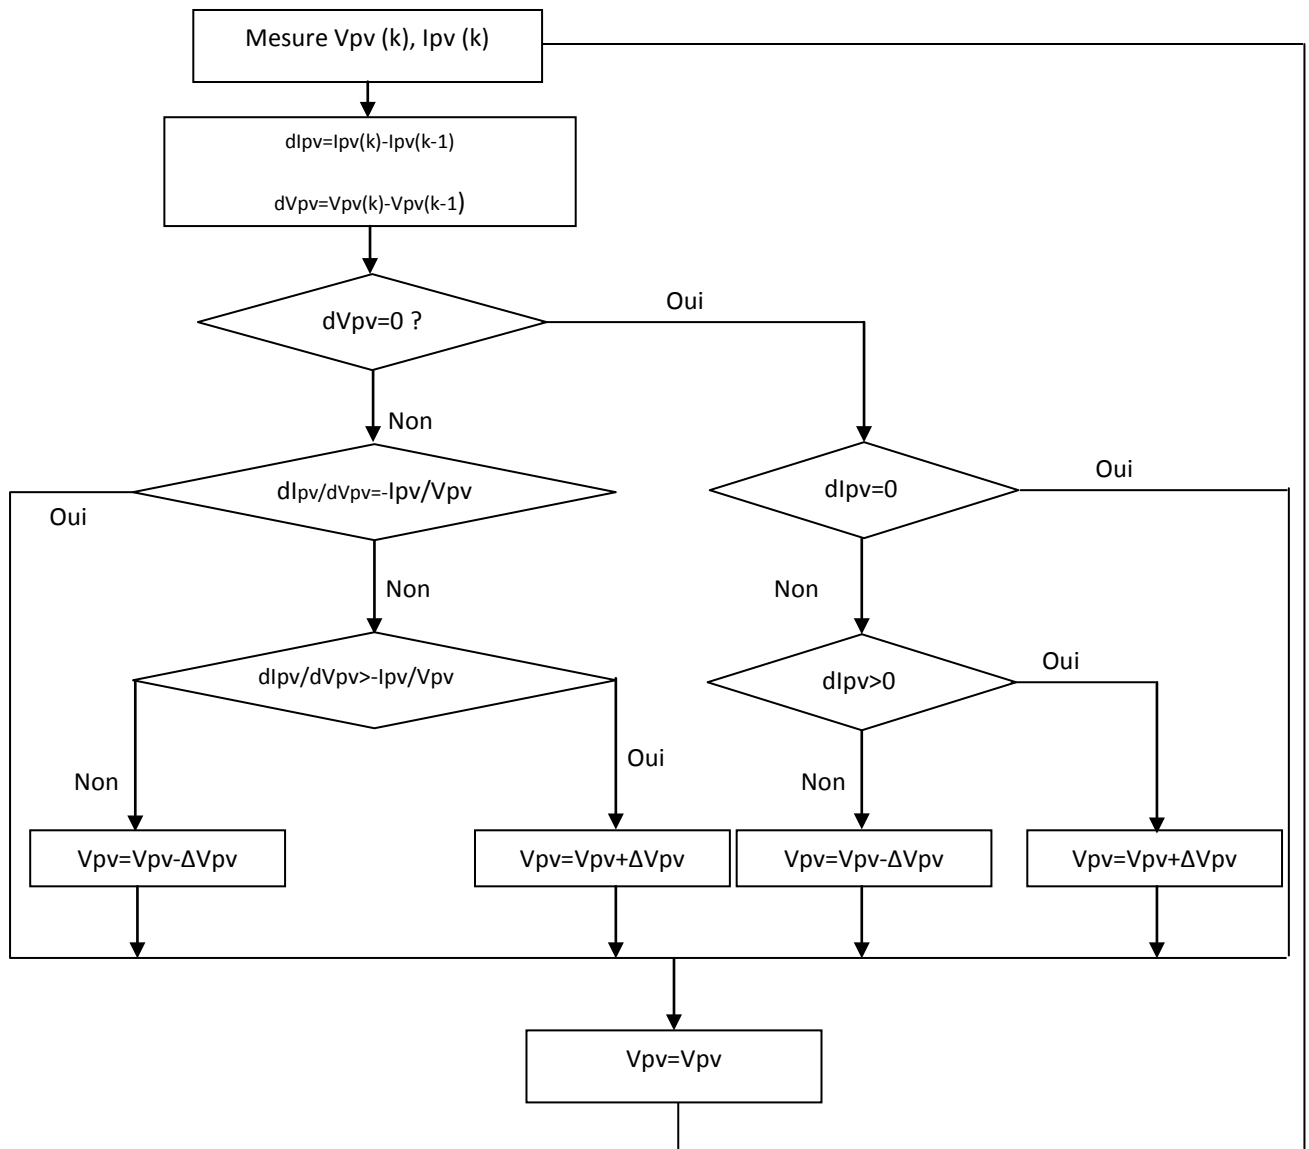 Mesure Vpv (k), Ipv (k)
dIpv=Ipv(k)-Ipv(k-1)
dVpv=Vpv(k)-Vpv(k-1)
dVpv=0 ?
Oui
Non
dIpv/dVpv=-Ipv/Vpv
Oui
dIpv=0
Oui
Non
Non
dIpv/dVpv>-Ipv/Vpv
dIpv>0
Oui
Non
Oui
Non
Vpv=Vpv-ΔVpv
Vpv=Vpv+ΔVpv
Vpv=Vpv-ΔVpv
Vpv=Vpv+ΔVpv
Vpv=Vpv